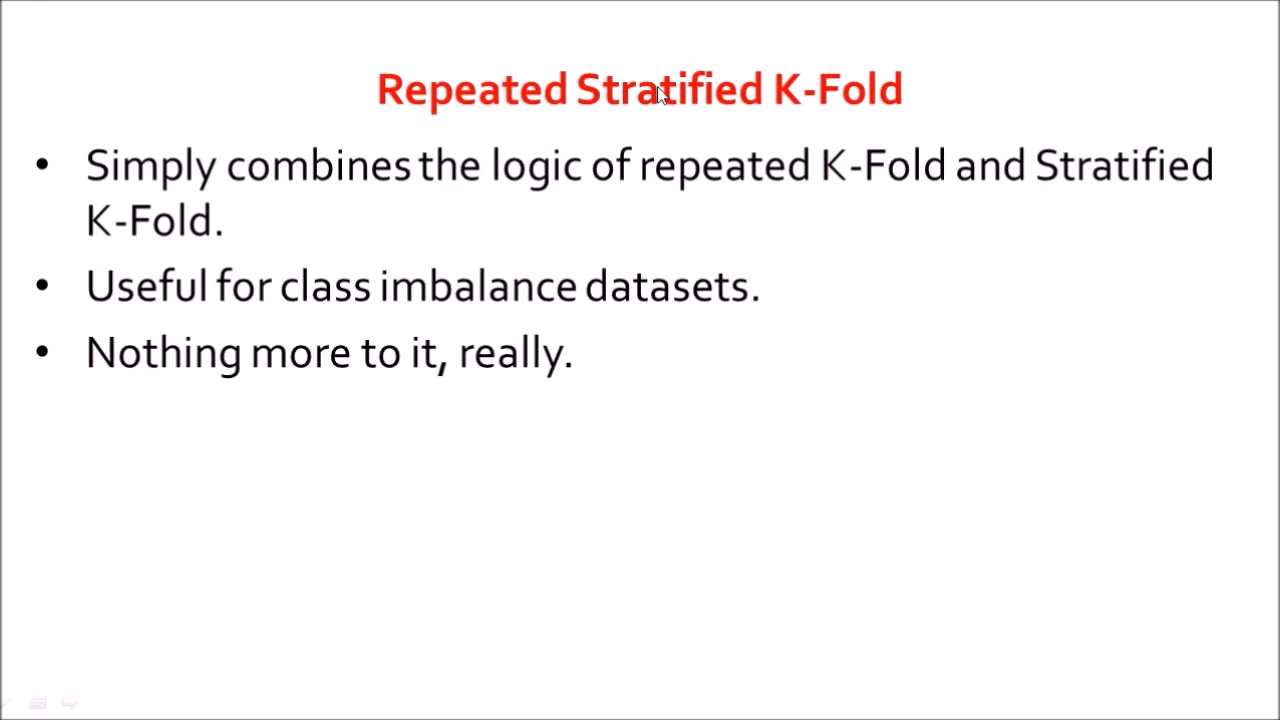 Repeated Stratified K-Fold
• Simply combines the logic of repeated K-Fold and Stratified
K-Fold.
• Useful for class imbalance datasets.
• Nothing more to it, really.